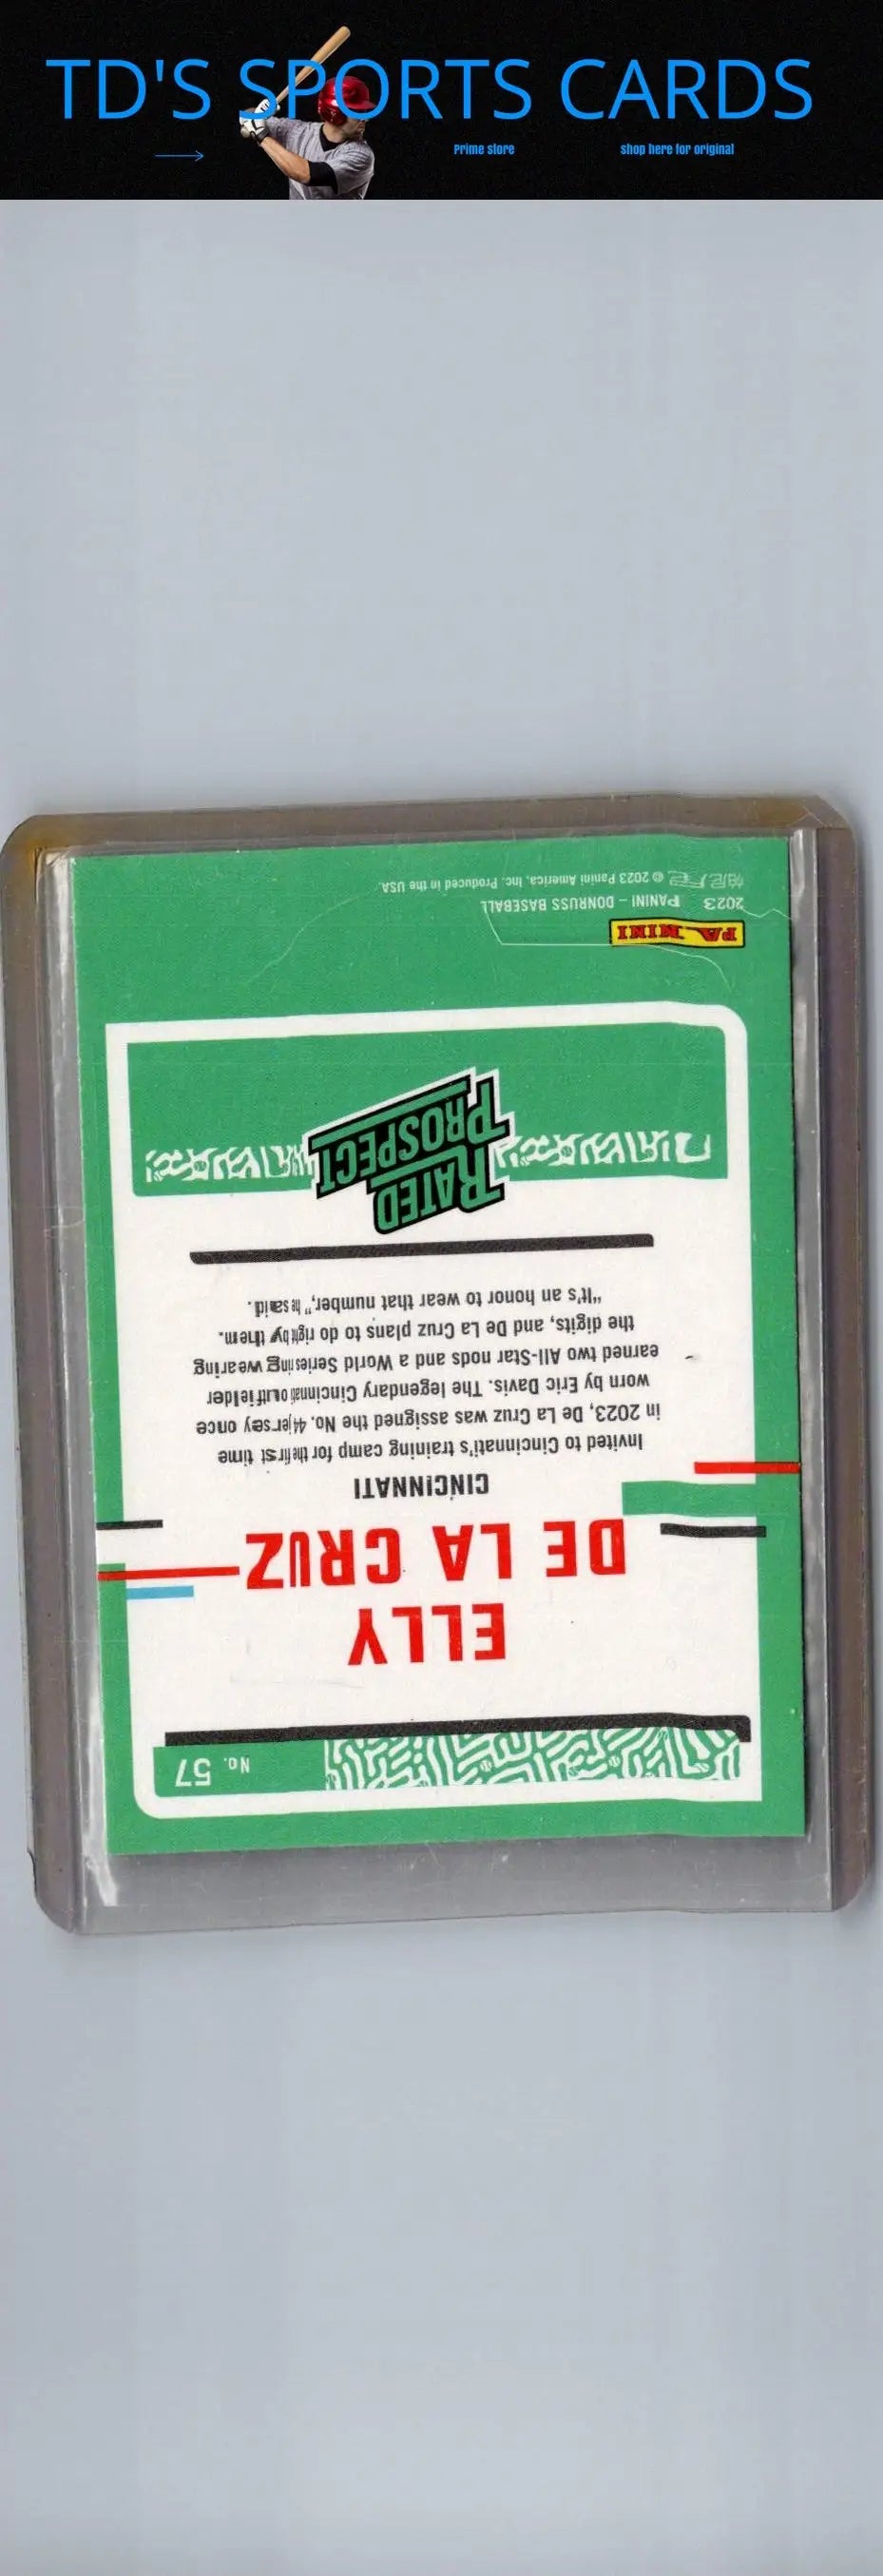 TD'S SPORTS CARDS
Prime store
shop here for original
No. 57
ELLY
DE LA CRUZ
CINCINNATI
Invited to Cincinnati's training camp for the first time
in 2023, De La Cruz was assigned the No. 44 jersey once
worn by Eric Davis. The legendary Cincinnati outfielder
earned two All-Star nods and a World Series ring wearing
the digits, and De La Cruz plans to do right by them.
"It's an honor to wear that number," he said.
RATED
PROSPECT
PANINI
2023 PANINI – DONRUSS BASEBALL
© 2023 Panini America, Inc. Produced in the USA.